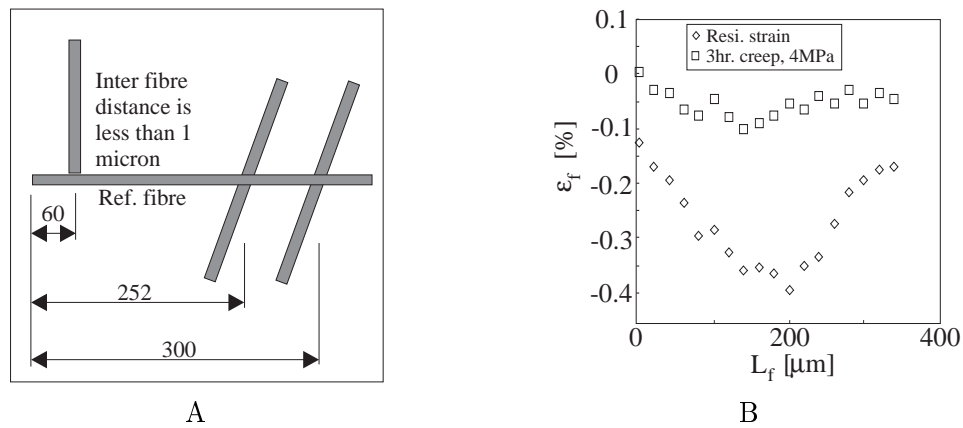 Inter fibre
distance is
less than 1
micron
Ref. fibre
60
252
300
A
0.1
0
-0.1
-0.2
-0.3
-0.4
ε_f [%]
Resi. strain
3hr. creep, 4MPa
0
200
400
L_f [µm]
B